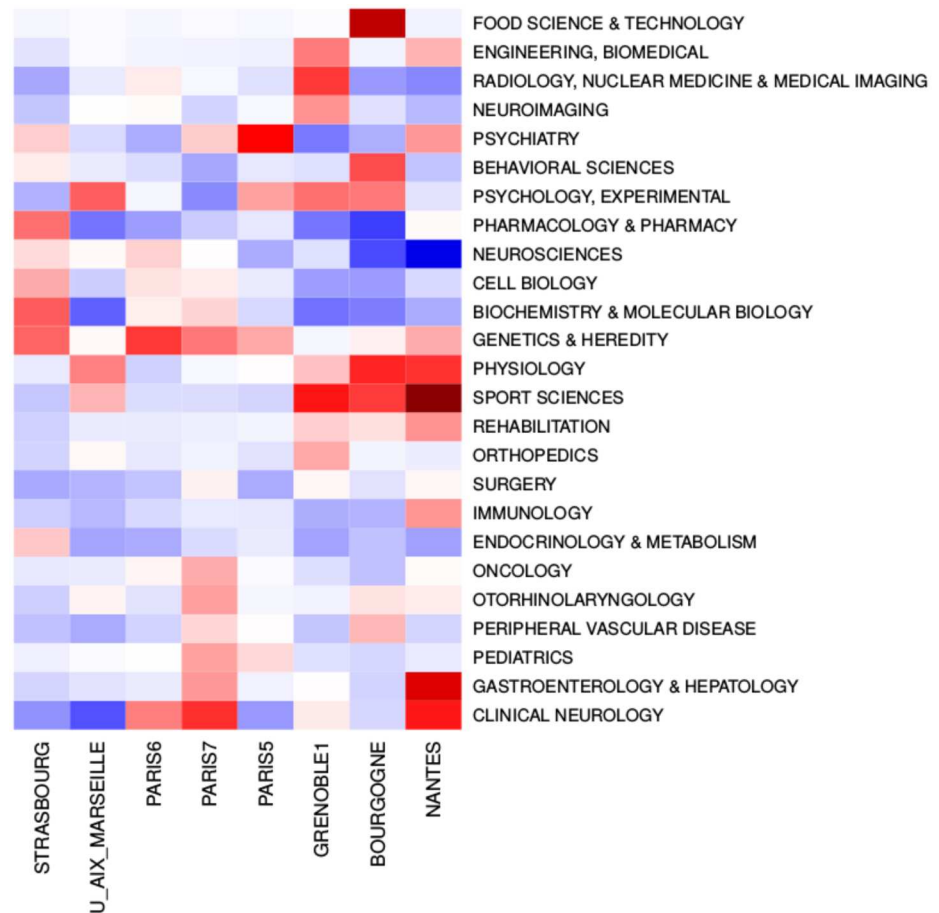 FOOD SCIENCE & TECHNOLOGY
ENGINEERING, BIOMEDICAL
RADIOLOGY, NUCLEAR MEDICINE & MEDICAL IMAGING
NEUROIMAGING
PSYCHIATRY
BEHAVIORAL SCIENCES
PSYCHOLOGY, EXPERIMENTAL
PHARMACOLOGY & PHARMACY
NEUROSCIENCES
CELL BIOLOGY
BIOCHEMISTRY & MOLECULAR BIOLOGY
GENETICS & HEREDITY
PHYSIOLOGY
SPORT SCIENCES
REHABILITATION
ORTHOPEDICS
SURGERY
IMMUNOLOGY
ENDOCRINOLOGY & METABOLISM
ONCOLOGY
OTORHINOLARYNGOLOGY
PERIPHERAL VASCULAR DISEASE
PEDIATRICS
GASTROENTEROLOGY & HEPATOLOGY
CLINICAL NEUROLOGY
STRASBOURG
U_AIX_MARSEILLE
PARIS6
PARIS7
PARIS5
GRENOBLE1
BOURGOGNE
NANTES